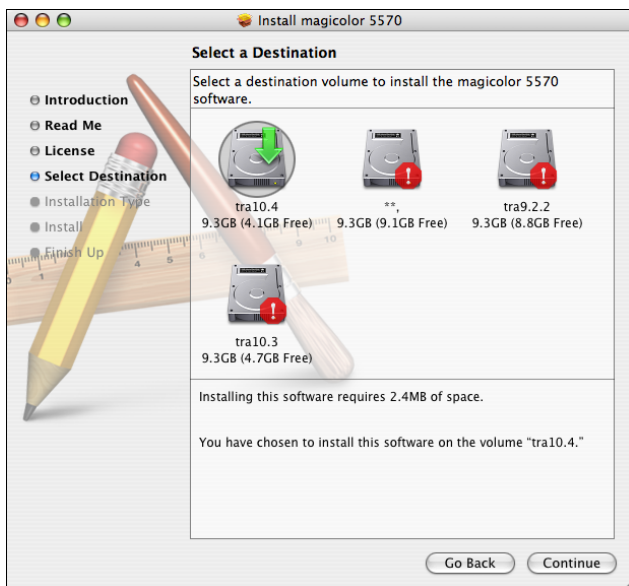 Install magicolor 5570
Select a Destination
Introduction
Read Me
License
Select Destination
Installation Type
Install
Finish Up
Select a destination volume to install the magicolor 5570
software.
tra10.4
9.3GB (4.1GB Free)
**,
9.3GB (9.1GB Free)
tra9.2.2
9.3GB (8.8GB Free)
tra10.3
9.3GB (4.7GB Free)
Installing this software requires 2.4MB of space.
You have chosen to install this software on the volume “tra10.4.”
Go Back
Continue